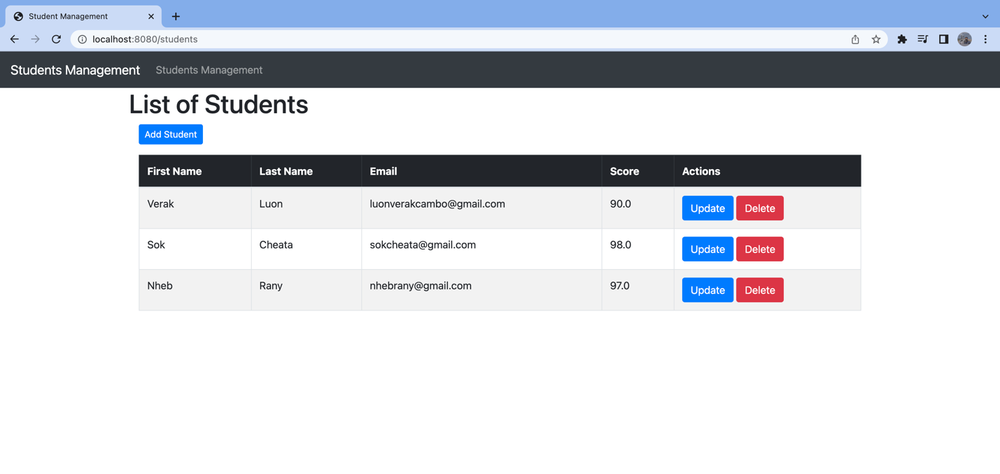 Student Management
localhost:8080/students
Students Management Students Management
List of Students
Add Student
First Name Last Name Email Score Actions
Verak Luon luonverakcambo@gmail.com 90.0 Update Delete
Sok Cheata sokcheata@gmail.com 98.0 Update Delete
Nheb Rany nhebrany@gmail.com 97.0 Update Delete